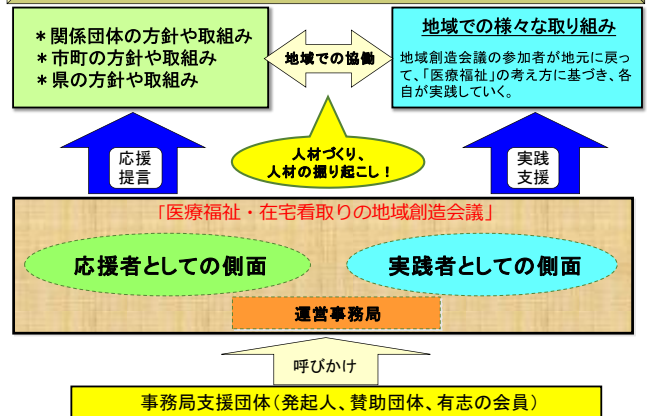 ＊関係団体の方針や取組み
＊市町の方針や取組み
＊県の方針や取組み
地域での協働
地域での様々な取り組み
地域創造会議の参加者が地元に戻っ
て、「医療福祉」の考え方に基づき、各
自が実践していく。
応援
提言
人材づくり、
人材の掘り起こし！
実践
支援
「医療福祉・在宅看取りの地域創造会議」
応援者としての側面
実践者としての側面
運営事務局
呼びかけ
事務局支援団体（発起人、賛助団体、有志の会員）